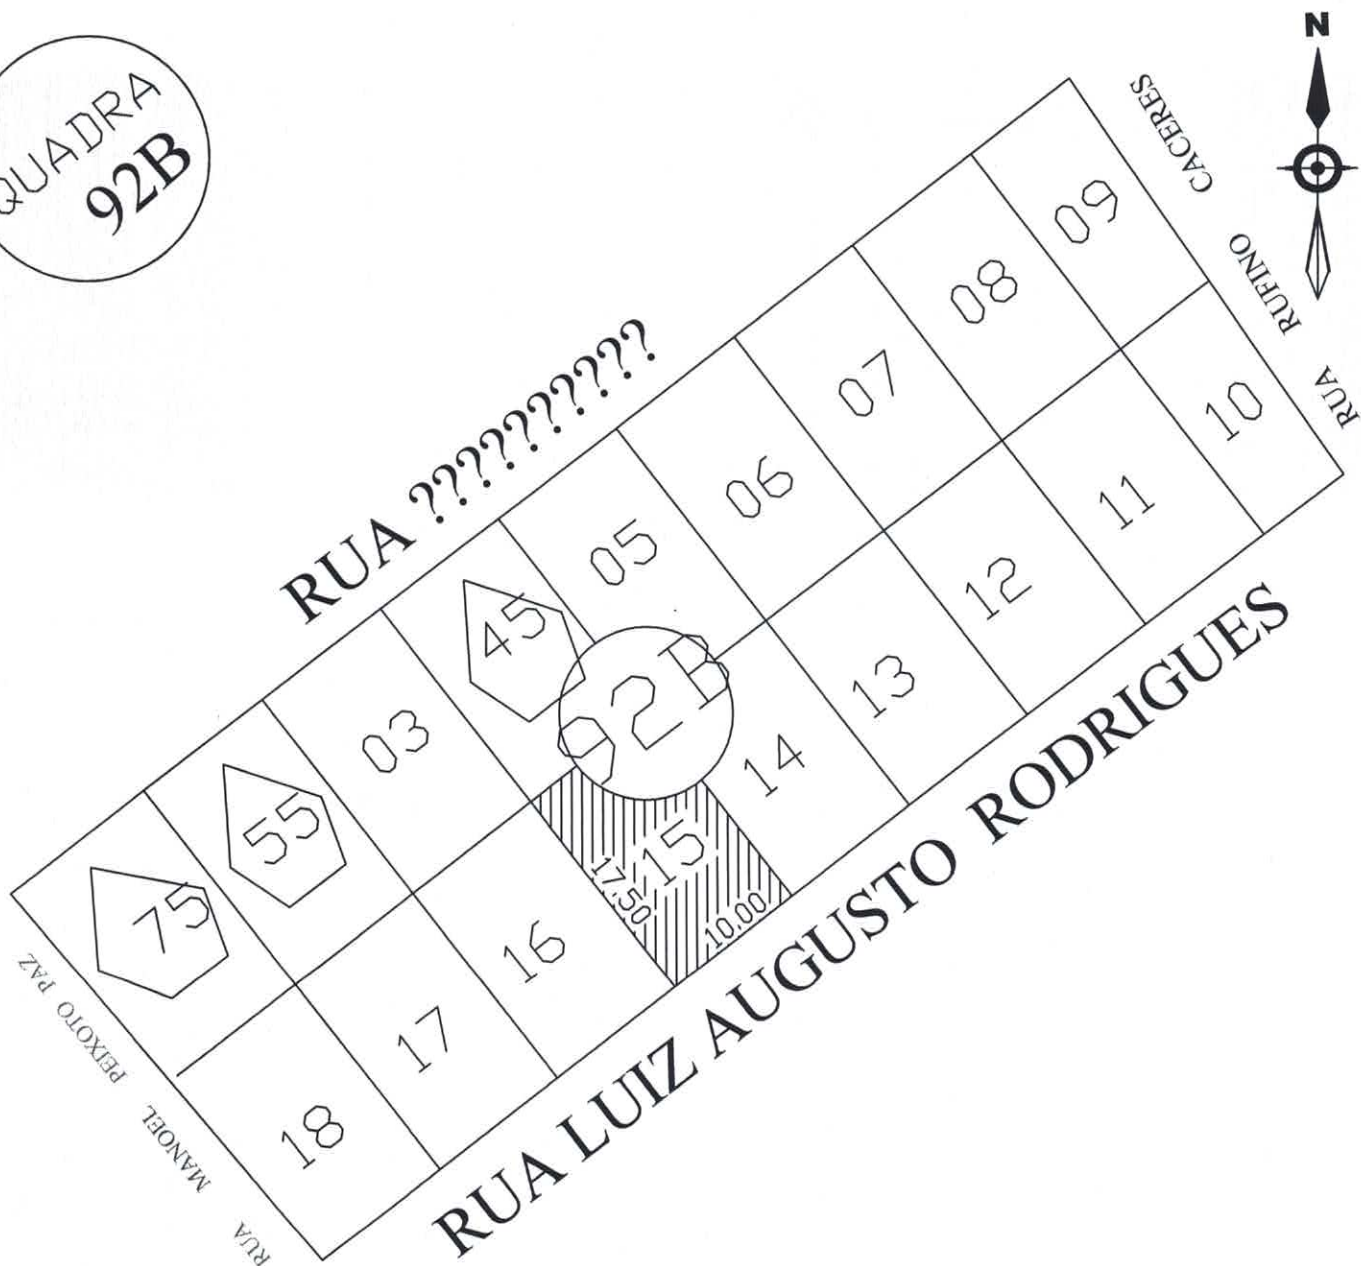 N
QUADRA
92B
RUA RUFINO CACERES
RUA ?????????
09
08
07
06
05
45
03
55
75
10
11
12
13
14
92B
15
17.50
10.00
16
17
18
RUA MANOEL PEIXOTO PAZ
RUA LUIZ AUGUSTO RODRIGUES